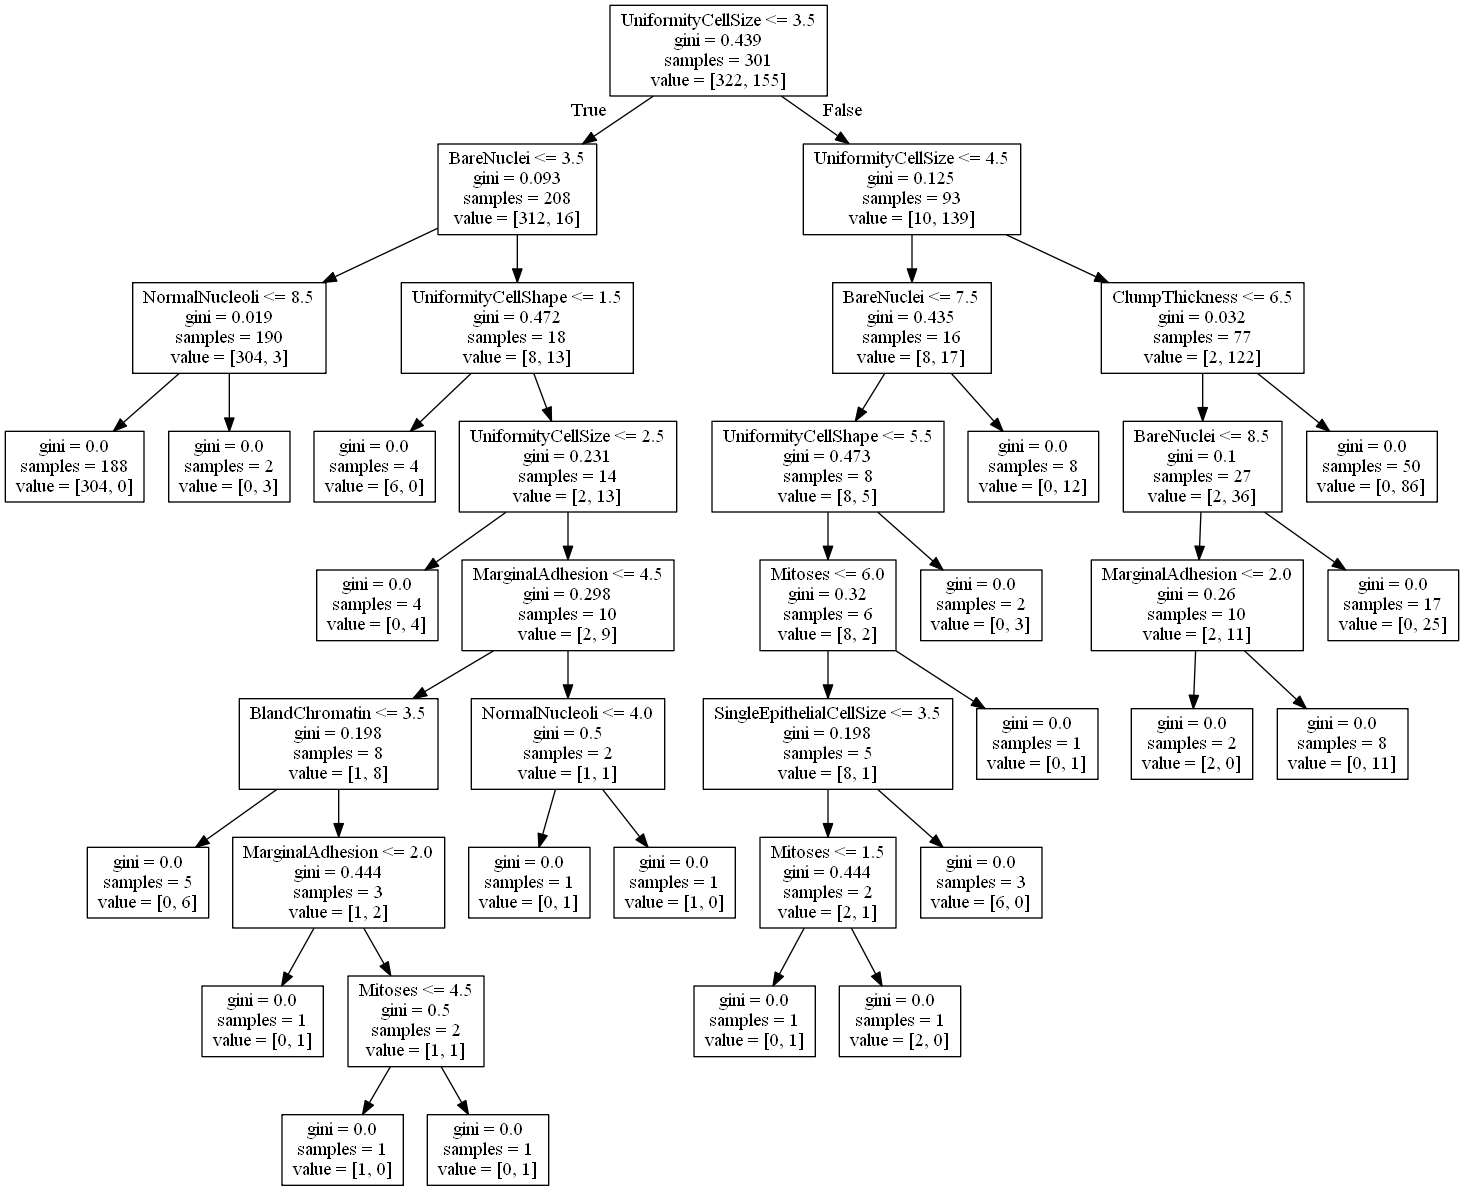 UniformityCellSize <= 3.5
gini = 0.439
samples = 301
value = [322, 155]
True
False
BareNuclei <= 3.5
gini = 0.093
samples = 208
value = [312, 16]
UniformityCellSize <= 4.5
gini = 0.125
samples = 93
value = [10, 139]
NormalNucleoli <= 8.5
gini = 0.019
samples = 190
value = [304, 3]
UniformityCellShape <= 1.5
gini = 0.472
samples = 18
value = [8, 13]
BareNuclei <= 7.5
gini = 0.435
samples = 16
value = [8, 17]
ClumpThickness <= 6.5
gini = 0.032
samples = 77
value = [2, 122]
gini = 0.0
samples = 188
value = [304, 0]
gini = 0.0
samples = 2
value = [0, 3]
gini = 0.0
samples = 4
value = [6, 0]
UniformityCellSize <= 2.5
gini = 0.231
samples = 14
value = [2, 13]
UniformityCellShape <= 5.5
gini = 0.473
samples = 8
value = [8, 5]
gini = 0.0
samples = 8
value = [0, 12]
BareNuclei <= 8.5
gini = 0.1
samples = 27
value = [2, 36]
gini = 0.0
samples = 50
value = [0, 86]
gini = 0.0
samples = 4
value = [0, 4]
MarginalAdhesion <= 4.5
gini = 0.298
samples = 10
value = [2, 9]
Mitoses <= 6.0
gini = 0.32
samples = 6
value = [8, 2]
gini = 0.0
samples = 2
value = [0, 3]
MarginalAdhesion <= 2.0
gini = 0.26
samples = 10
value = [2, 11]
gini = 0.0
samples = 17
value = [0, 25]
BlandChromatin <= 3.5
gini = 0.198
samples = 8
value = [1, 8]
NormalNucleoli <= 4.0
gini = 0.5
samples = 2
value = [1, 1]
SingleEpithelialCellSize <= 3.5
gini = 0.198
samples = 5
value = [8, 1]
gini = 0.0
samples = 1
value = [0, 1]
gini = 0.0
samples = 2
value = [2, 0]
gini = 0.0
samples = 8
value = [0, 11]
gini = 0.0
samples = 5
value = [0, 6]
MarginalAdhesion <= 2.0
gini = 0.444
samples = 3
value = [1, 2]
gini = 0.0
samples = 1
value = [0, 1]
gini = 0.0
samples = 1
value = [1, 0]
Mitoses <= 1.5
gini = 0.444
samples = 2
value = [2, 1]
gini = 0.0
samples = 3
value = [6, 0]
gini = 0.0
samples = 1
value = [0, 1]
Mitoses <= 4.5
gini = 0.5
samples = 2
value = [1, 1]
gini = 0.0
samples = 1
value = [0, 1]
gini = 0.0
samples = 1
value = [2, 0]
gini = 0.0
samples = 1
value = [1, 0]
gini = 0.0
samples = 1
value = [0, 1]